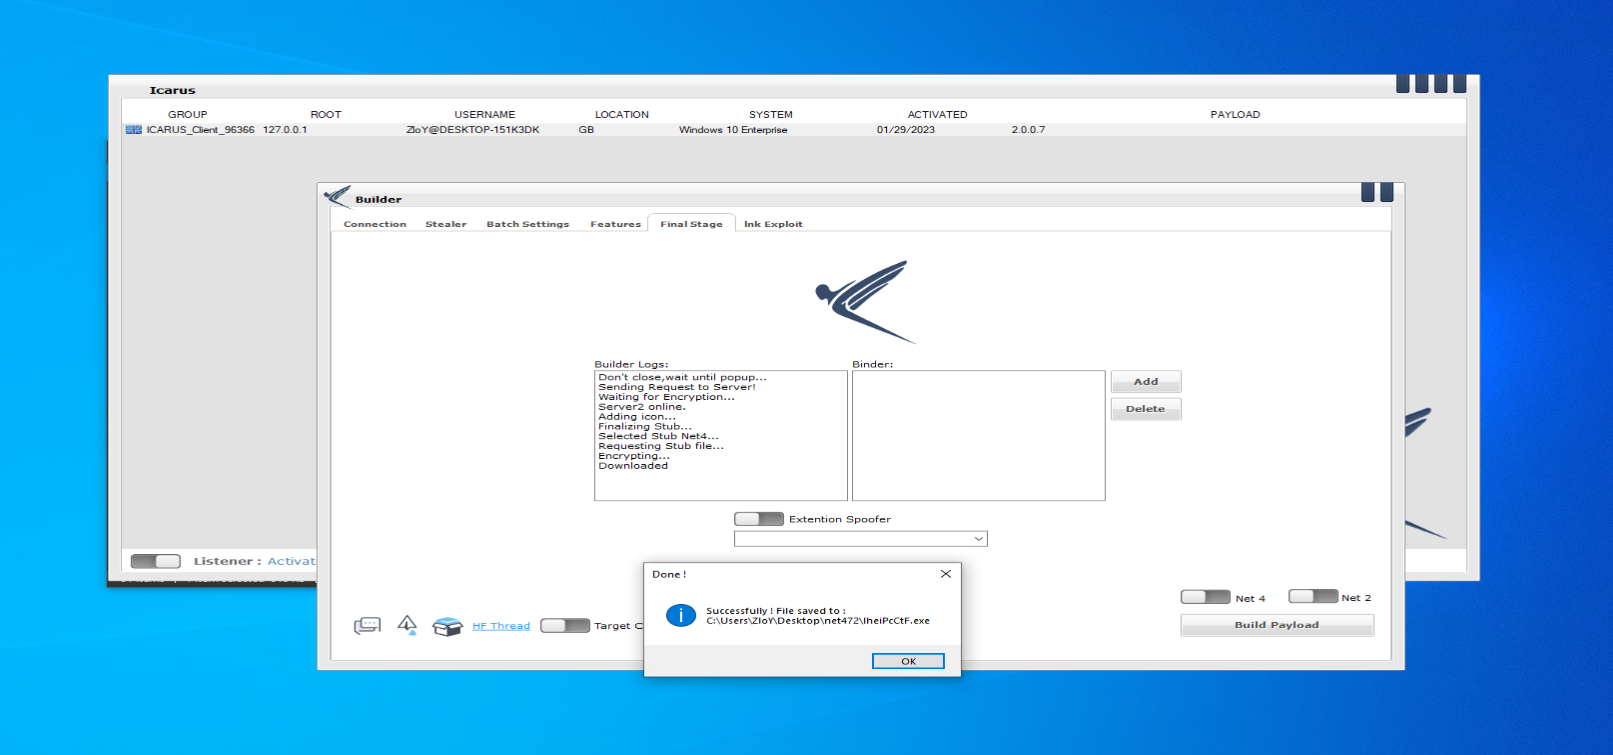 Icarus
GROUP ROOT USERNAME LOCATION SYSTEM ACTIVATED PAYLOAD
ICARUS_Client_96366 127.0.0.1 ZloY@DESKTOP-151K3DK GB Windows 10 Enterprise 01/29/2023 2.0.0.7
Builder
Connection Stealer Batch Settings Features Final Stage Ink Exploit
Builder Logs: Binder:
Don't close,wait until popup...
Sending Request to Server!
Waiting for Encryption...
Server2 online.
Adding icon...
Finalizing Stub...
Selected Stub Net4...
Requesting Stub file...
Encrypting...
Downloaded
Add
Delete
Extention Spoofer
Listener : Activat
Done !
Successfully ! File saved to :
C:\Users\ZloY\Desktop\net472\IheiPcCtF.exe
OK
HF Thread Target C
Net 4 Net 2
Build Payload